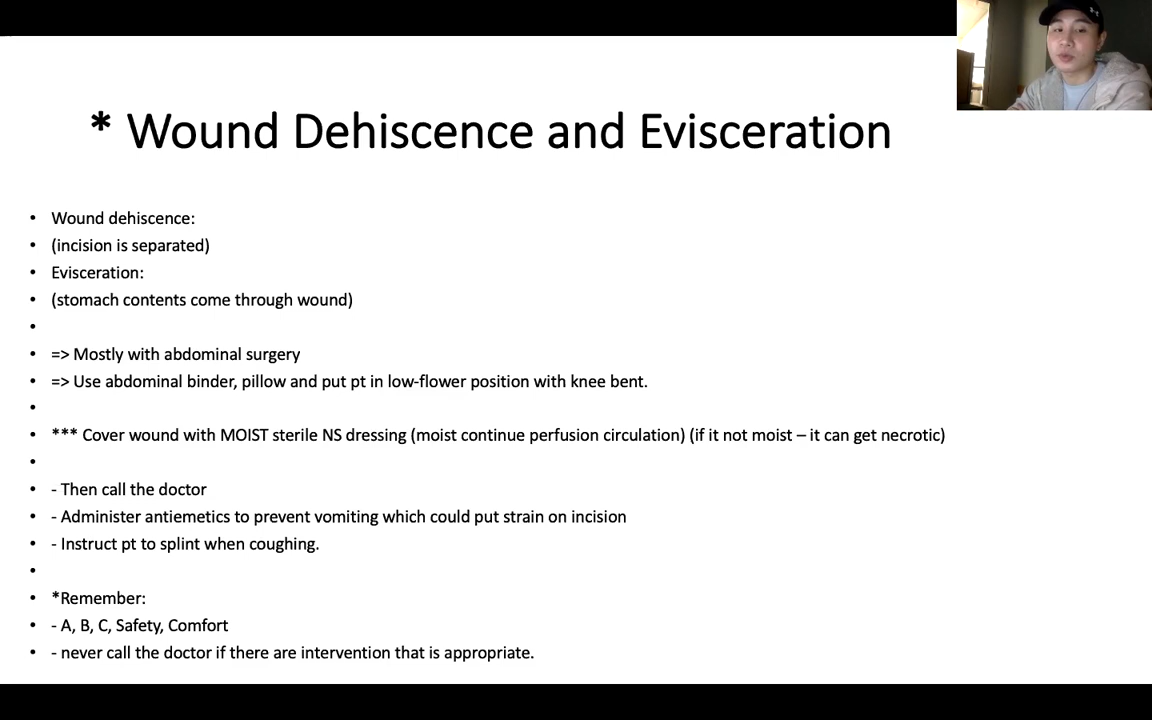 * Wound Dehiscence and Evisceration
• Wound dehiscence:
• (incision is separated)
• Evisceration:
• (stomach contents come through wound)
•
• => Mostly with abdominal surgery
• => Use abdominal binder, pillow and put pt in low-flower position with knee bent.
•
• *** Cover wound with MOIST sterile NS dressing (moist continue perfusion circulation) (if it not moist – it can get necrotic)
•
• - Then call the doctor
• - Administer antiemetics to prevent vomiting which could put strain on incision
• - Instruct pt to splint when coughing.
•
• *Remember:
• - A, B, C, Safety, Comfort
• - never call the doctor if there are intervention that is appropriate.